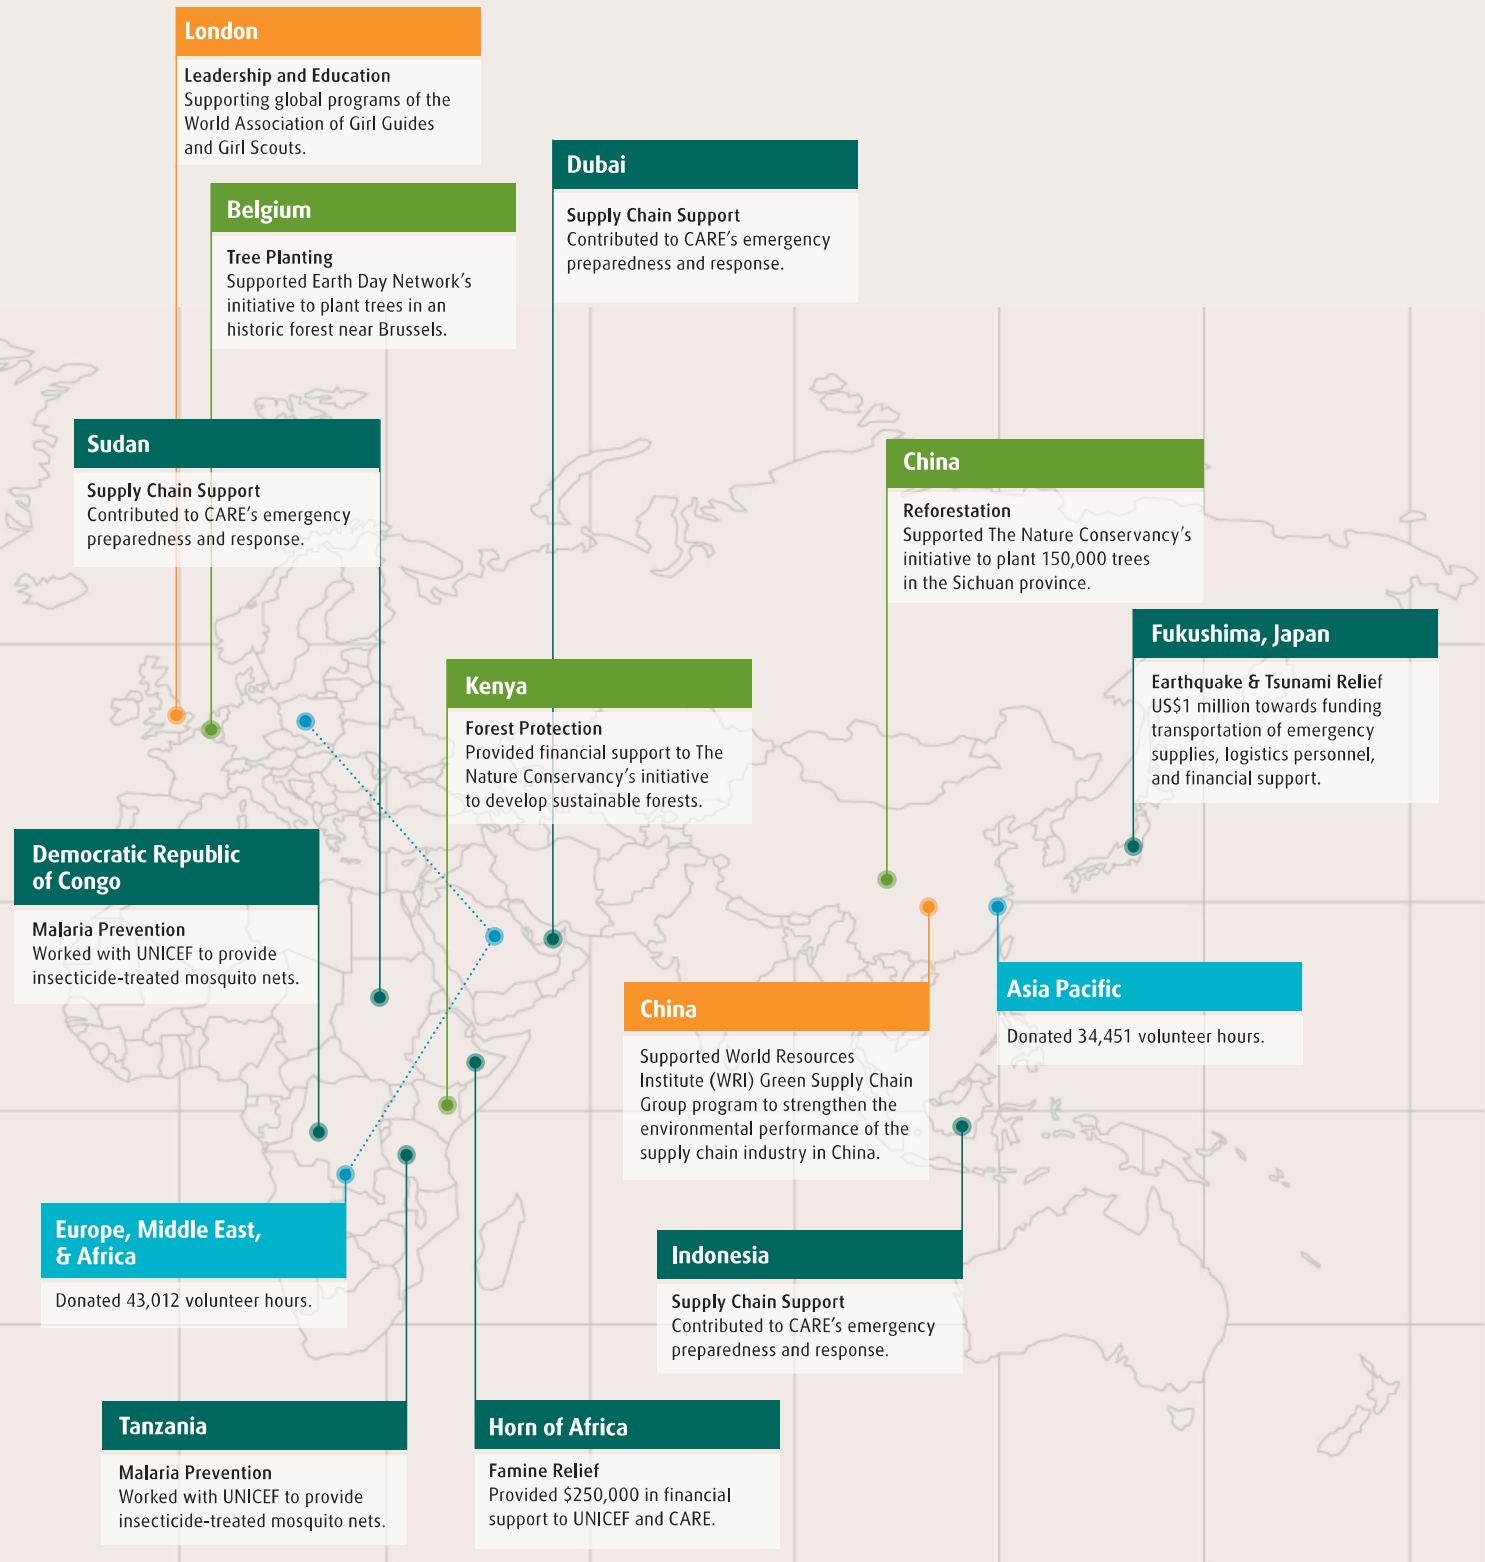 London
Leadership and Education
Supporting global programs of the
World Association of Girl Guides
and Girl Scouts.
Belgium
Tree Planting
Supported Earth Day Network's
initiative to plant trees in an
historic forest near Brussels.
Dubai
Supply Chain Support
Contributed to CARE's emergency
preparedness and response.
Sudan
Supply Chain Support
Contributed to CARE's emergency
preparedness and response.
China
Reforestation
Supported The Nature Conservancy's
initiative to plant 150,000 trees
in the Sichuan province.
Fukushima, Japan
Earthquake & Tsunami Relief
US$1 million towards funding
transportation of emergency
supplies, logistics personnel,
and financial support.
Kenya
Forest Protection
Provided financial support to The
Nature Conservancy's initiative
to develop sustainable forests.
Democratic Republic
of Congo
Malaria Prevention
Worked with UNICEF to provide
insecticide-treated mosquito nets.
China
Supported World Resources
Institute (WRI) Green Supply Chain
Group program to strengthen the
environmental performance of the
supply chain industry in China.
Asia Pacific
Donated 34,451 volunteer hours.
Europe, Middle East,
& Africa
Donated 43,012 volunteer hours.
Indonesia
Supply Chain Support
Contributed to CARE's emergency
preparedness and response.
Tanzania
Malaria Prevention
Worked with UNICEF to provide
insecticide-treated mosquito nets.
Horn of Africa
Famine Relief
Provided $250,000 in financial
support to UNICEF and CARE.